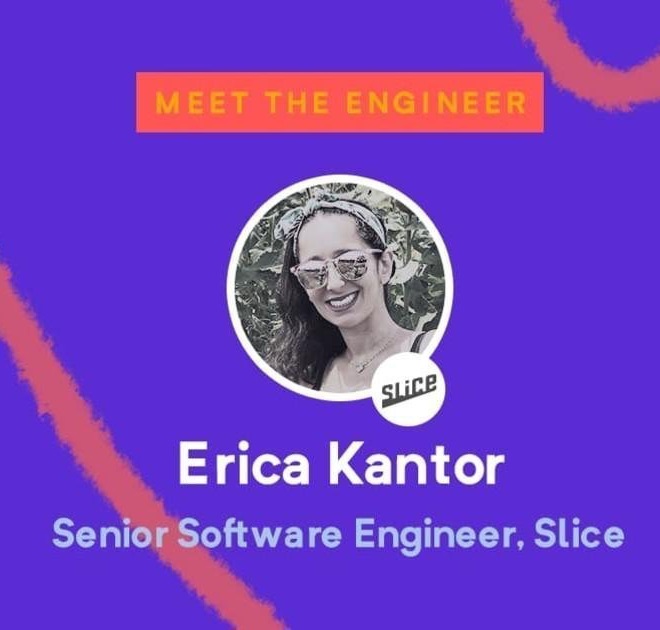 MEET THE ENGINEER
SLiCe
Erica Kantor
Senior Software Engineer, Slice